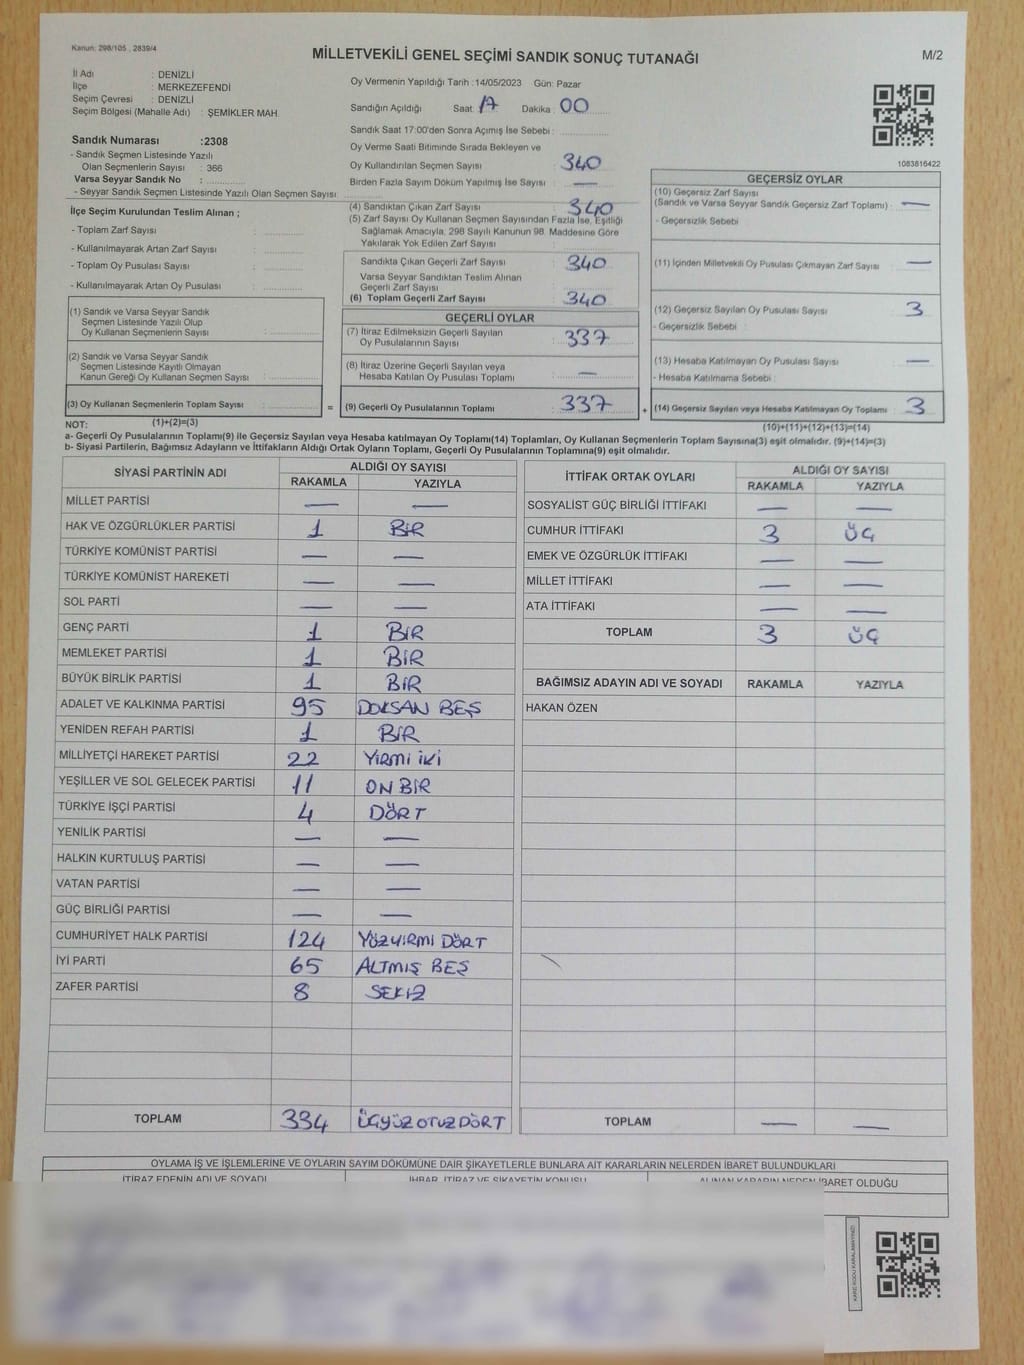 Kanun: 298/105 , 2839/4
MİLLETVEKİLİ GENEL SEÇİMİ SANDIK SONUÇ TUTANAĞI
M/2
İl Adı : DENİZLİ
İlçe : MERKEZEFENDİ
Seçim Çevresi : DENİZLİ
Seçim Bölgesi (Mahalle Adı) : ŞEMİKLER MAH.
Sandık Numarası :2308
- Sandık Seçmen Listesinde Yazılı
Olan Seçmenlerin Sayısı : 366
Varsa Seyyar Sandık No :
- Seyyar Sandık Seçmen Listesinde Yazılı Olan Seçmen Sayısı :
Oy Vermenin Yapıldığı Tarih : 14/05/2023 Gün: Pazar
Sandığın Açıldığı Saat: 17 Dakika : 00
Sandık Saat 17:00'den Sonra Açımış İse Sebebi :
Oy Verme Saati Bitiminde Sırada Bekleyen ve
Oy Kullandırılan Seçmen Sayısı 340
Birden Fazla Sayım Döküm Yapılmış İse Sayısı —
1083816422
İlçe Seçim Kurulundan Teslim Alınan ;
- Toplam Zarf Sayısı :
- Kullanılmayarak Artan Zarf Sayısı :
- Toplam Oy Pusulası Sayısı :
- Kullanılmayarak Artan Oy Pusulası :
(1) Sandık ve Varsa Seyyar Sandık
Seçmen Listesinde Yazılı Olup
Oy Kullanan Seçmenlerin Sayısı :
(2) Sandık ve Varsa Seyyar Sandık
Seçmen Listesinde Kayıtlı Olmayan
Kanun Gereği Oy Kullanan Seçmen Sayısı :
(3) Oy Kullanan Seçmenlerin Toplam Sayısı :
(1)+(2)=(3)
(4) Sandıktan Çıkan Zarf Sayısı 340
(5) Zarf Sayısı Oy Kullanan Seçmen Sayısından Fazla İse, Eşitliği
Sağlamak Amacıyla, 298 Sayılı Kanunun 98. Maddesine Göre
Yakılarak Yok Edilen Zarf Sayısı :
Sandıkta Çıkan Geçerli Zarf Sayısı 340
Varsa Seyyar Sandıktan Teslim Alınan
Geçerli Zarf Sayısı :
(6) Toplam Geçerli Zarf Sayısı 340
GEÇERLİ OYLAR
(7) İtiraz Edilmeksizin Geçerli Sayılan
Oy Pusulalarının Sayısı 337
(8) İtiraz Üzerine Geçerli Sayılan veya
Hesaba Katılan Oy Pusulası Toplamı —
= (9) Geçerli Oy Pusulalarının Toplamı 337 +
GEÇERSİZ OYLAR
(10) Geçersiz Zarf Sayısı
(Sandık ve Varsa Seyyar Sandık Geçersiz Zarf Toplamı) : —
- Geçersizlik Sebebi :
(11) İçinden Milletvekili Oy Pusulası Çıkmayan Zarf Sayısı : —
(12) Geçersiz Sayılan Oy Pusulası Sayısı : 3
- Geçersizlik Sebebi :
(13) Hesaba Katılmayan Oy Pusulası Sayısı : —
- Hesaba Katılmama Sebebi :
(14) Geçersiz Sayılan veya Hesaba Katılmayan Oy Toplamı : 3
(10)+(11)+(12)+(13)=(14)
NOT:
a- Geçerli Oy Pusulalarının Toplamı(9) ile Geçersiz Sayılan veya Hesaba katılmayan Oy Toplamı(14) Toplamları, Oy Kullanan Seçmenlerin Toplam Sayısına(3) eşit olmalıdır. (9)+(14)=(3)
b- Siyasi Partilerin, Bağımsız Adayların ve İttifakların Aldığı Ortak Oyların Toplamı, Geçerli Oy Pusulalarının Toplamına(9) eşit olmalıdır.
SİYASİ PARTİNİN ADI ALDIĞI OY SAYISI
RAKAMLA YAZIYLA
MİLLET PARTİSİ — —
HAK VE ÖZGÜRLÜKLER PARTİSİ 1 BİR
TÜRKİYE KOMÜNİST PARTİSİ — —
TÜRKİYE KOMÜNİST HAREKETİ — —
SOL PARTİ — —
GENÇ PARTİ 1 BİR
MEMLEKET PARTİSİ 1 BİR
BÜYÜK BİRLİK PARTİSİ 1 BİR
ADALET VE KALKINMA PARTİSİ 95 DOKSAN BEŞ
YENİDEN REFAH PARTİSİ 1 BİR
MİLLİYETÇİ HAREKET PARTİSİ 22 YİRMİ İKİ
YEŞİLLER VE SOL GELECEK PARTİSİ 11 ON BİR
TÜRKİYE İŞÇİ PARTİSİ 4 DÖRT
YENİLİK PARTİSİ — —
HALKIN KURTULUŞ PARTİSİ — —
VATAN PARTİSİ — —
GÜÇ BİRLİĞİ PARTİSİ — —
CUMHURİYET HALK PARTİSİ 124 YÜZYİRMİ DÖRT
İYİ PARTİ 65 ALTMIŞ BEŞ
ZAFER PARTİSİ 8 SEKİZ
TOPLAM 334 ÜÇYÜZ OTUZ DÖRT
İTTİFAK ORTAK OYLARI ALDIĞI OY SAYISI
RAKAMLA YAZIYLA
SOSYALİST GÜÇ BİRLİĞİ İTTİFAKI — —
CUMHUR İTTİFAKI 3 ÜÇ
EMEK VE ÖZGÜRLÜK İTTİFAKI — —
MİLLET İTTİFAKI — —
ATA İTTİFAKI — —
TOPLAM 3 ÜÇ
BAĞIMSIZ ADAYIN ADI VE SOYADI RAKAMLA YAZIYLA
HAKAN ÖZEN
TOPLAM — —
OYLAMA İŞ VE İŞLEMLERİNE VE OYLARIN SAYIM DÖKÜMÜNE DAİR ŞİKAYETLERLE BUNLARA AİT KARARLARIN NELERDEN İBARET BULUNDUKLARI
İTİRAZ EDENİN ADI VE SOYADI İHBAR, İTİRAZ VE ŞİKAYETİN KONUSU ALINAN KARARIN NEDEN İBARET OLDUĞU